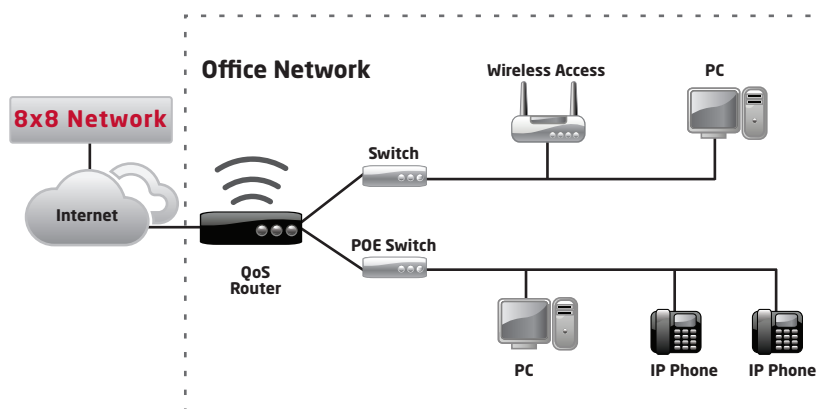 Office Network
Wireless Access
PC
8x8 Network
Switch
Internet
POE Switch
QoS
Router
PC
IP Phone
IP Phone